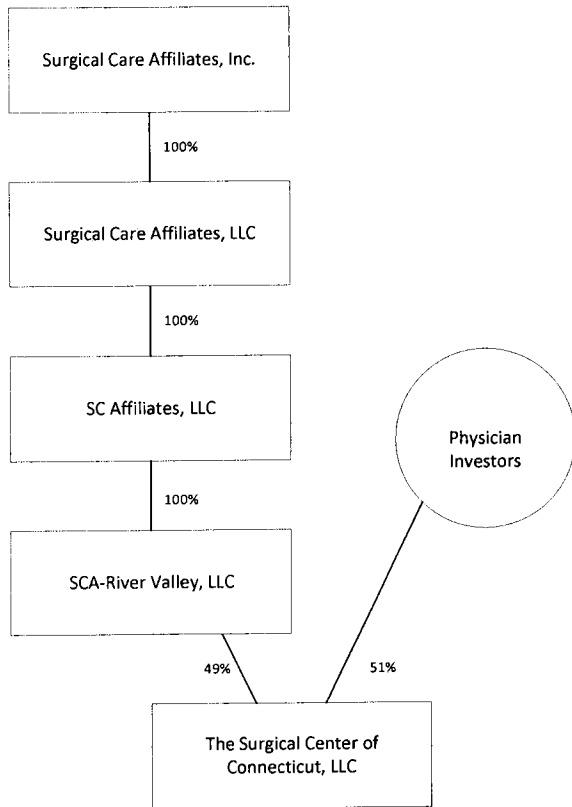 Surgical Care Affiliates, Inc.
100%
Surgical Care Affiliates, LLC
100%
SC Affiliates, LLC
Physician
Investors
100%
SCA-River Valley, LLC
49%
51%
The Surgical Center of
Connecticut, LLC